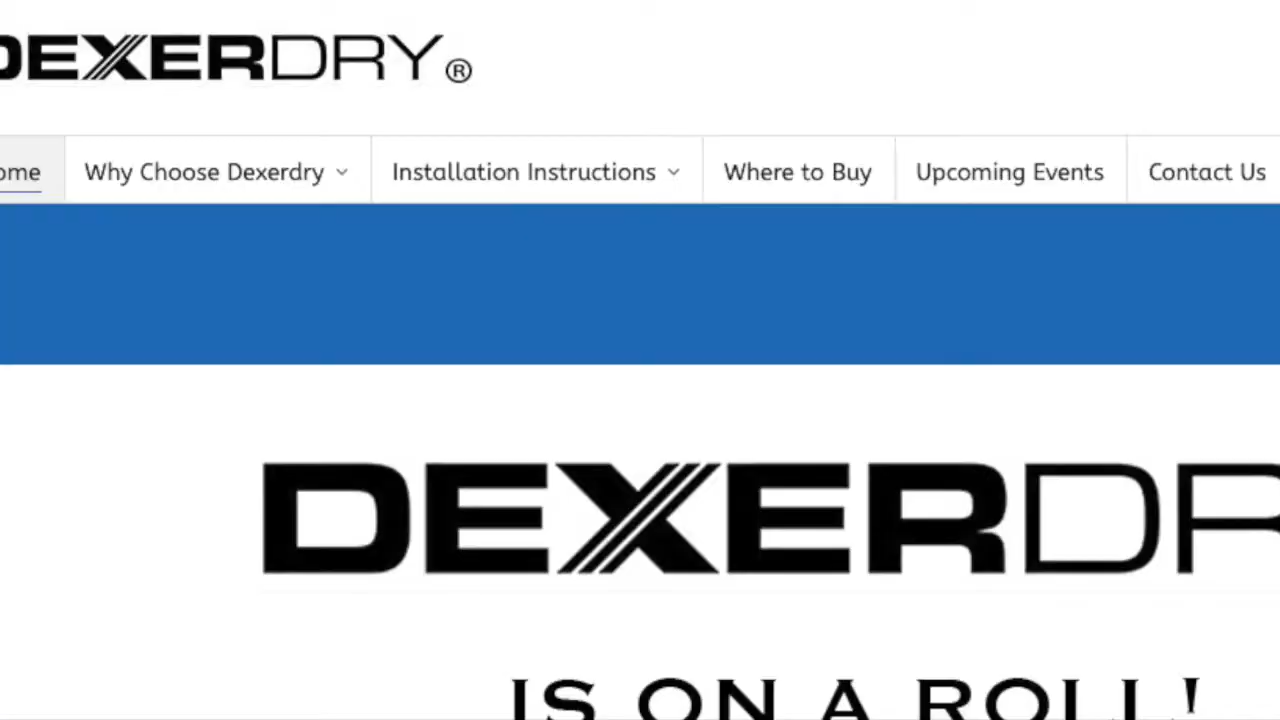 DEXERDRY®
ome Why Choose Dexerdry Installation Instructions Where to Buy Upcoming Events Contact Us
DEXERDR
IS ON A ROLL!